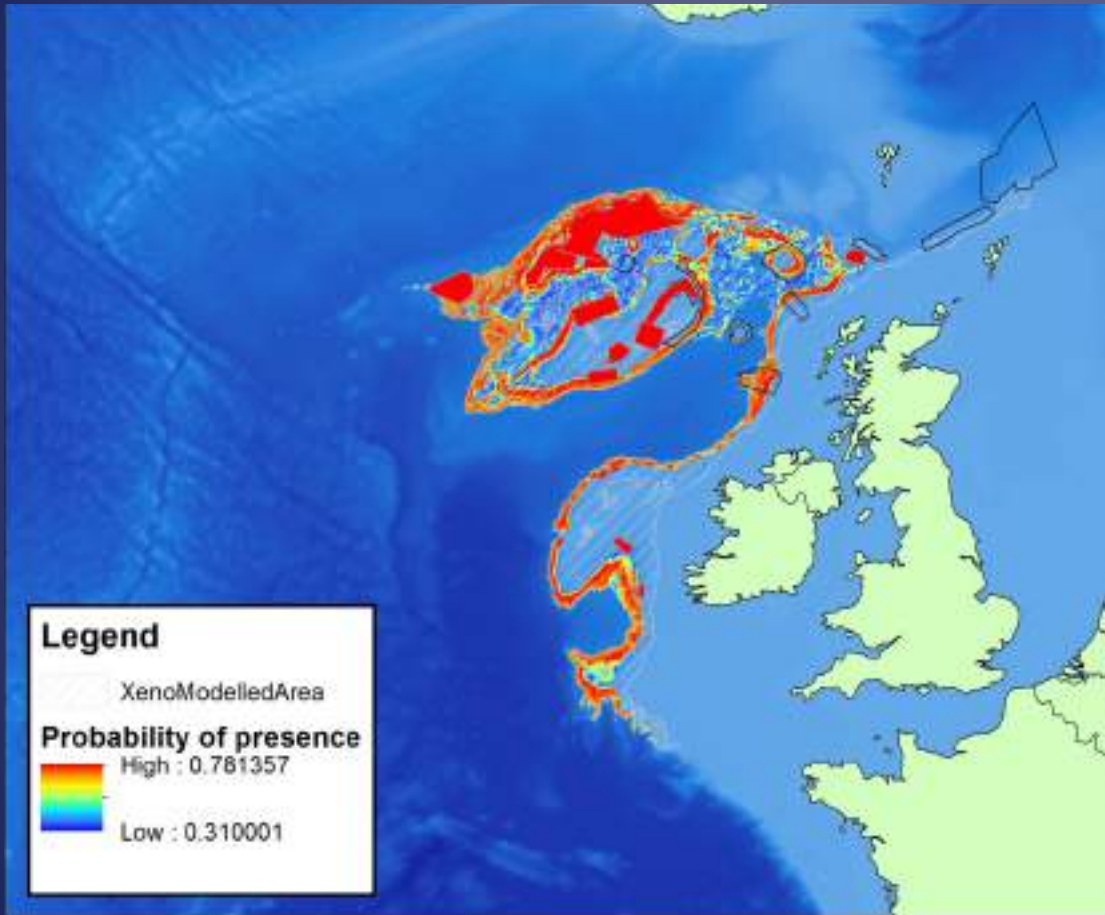 Legend
XenoModelledArea
Probability of presence
High : 0.781357
Low : 0.310001